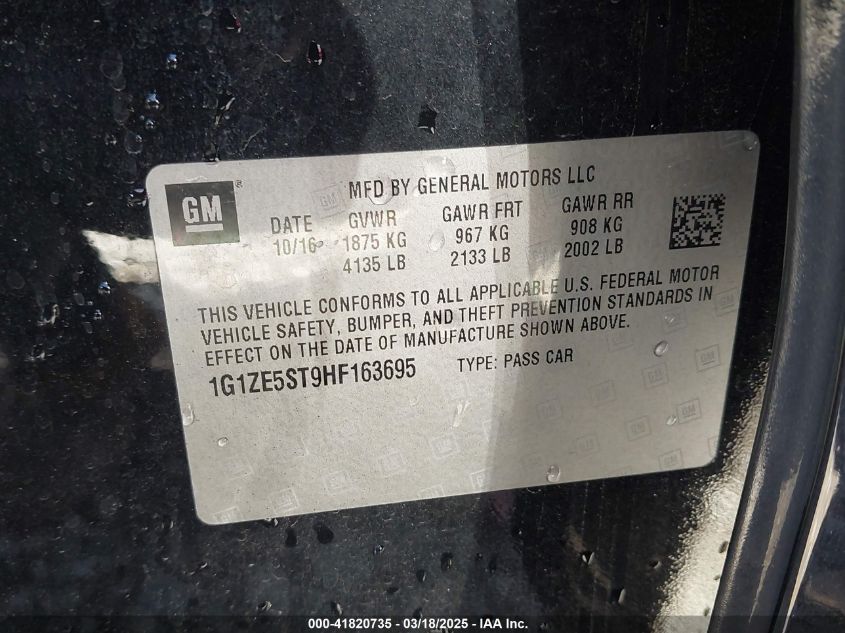 GM
MFD BY GENERAL MOTORS LLC
DATE GVWR GAWR FRT GAWR RR
10/16 1875 KG 967 KG 908 KG
4135 LB 2133 LB 2002 LB
THIS VEHICLE CONFORMS TO ALL APPLICABLE U.S. FEDERAL MOTOR
VEHICLE SAFETY, BUMPER, AND THEFT PREVENTION STANDARDS IN
EFFECT ON THE DATE OF MANUFACTURE SHOWN ABOVE.
1G1ZE5ST9HF163695 TYPE: PASS CAR
000-41820735 - 03/18/2025 - IAA Inc.